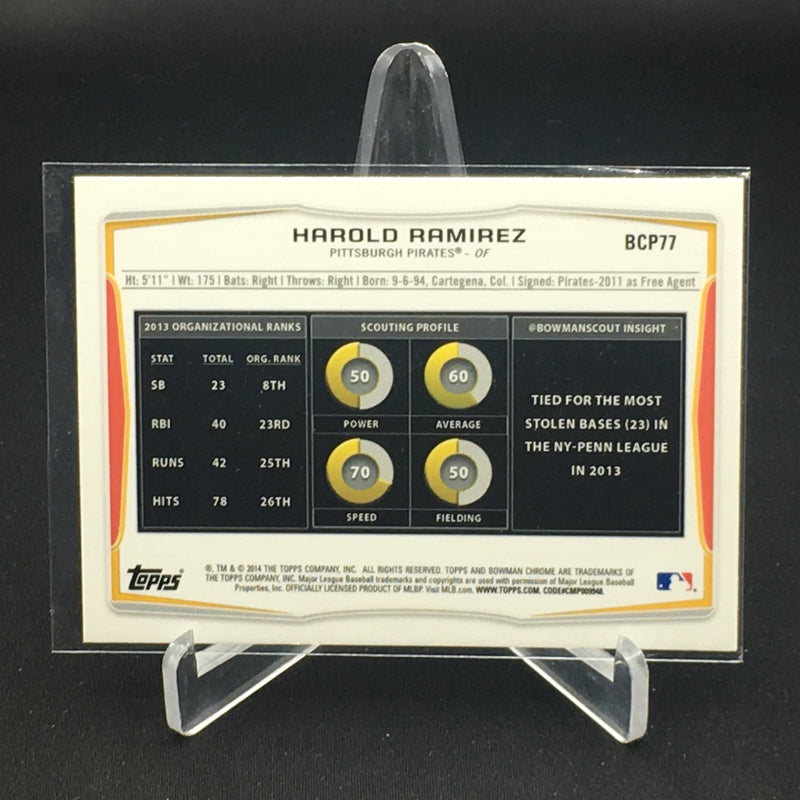 HAROLD RAMIREZ
BCP77
PITTSBURGH PIRATES® - OF
Ht: 5'11" | Wt: 175 | Bats: Right | Throws: Right | Born: 9-6-94, Cartegena, Col. | Signed: Pirates-2011 as Free Agent
2013 ORGANIZATIONAL RANKS
STAT TOTAL ORG. RANK
SB 23 8TH
RBI 40 23RD
RUNS 42 25TH
HITS 78 26TH
SCOUTING PROFILE
50 60
POWER AVERAGE
70 50
SPEED FIELDING
@BOWMANSCOUT INSIGHT
TIED FOR THE MOST
STOLEN BASES (23) IN
THE NY-PENN LEAGUE
IN 2013
Topps®
®, TM & © 2014 THE TOPPS COMPANY, INC. ALL RIGHTS RESERVED. TOPPS AND BOWMAN CHROME ARE TRADEMARKS OF
THE TOPPS COMPANY, INC. Major League Baseball trademarks and copyrights are used with permission of Major League Baseball
Properties, Inc. OFFICIALLY LICENSED PRODUCT OF MLBP. Visit MLB.com. WWW.TOPPS.COM. CODE#CMP009948.